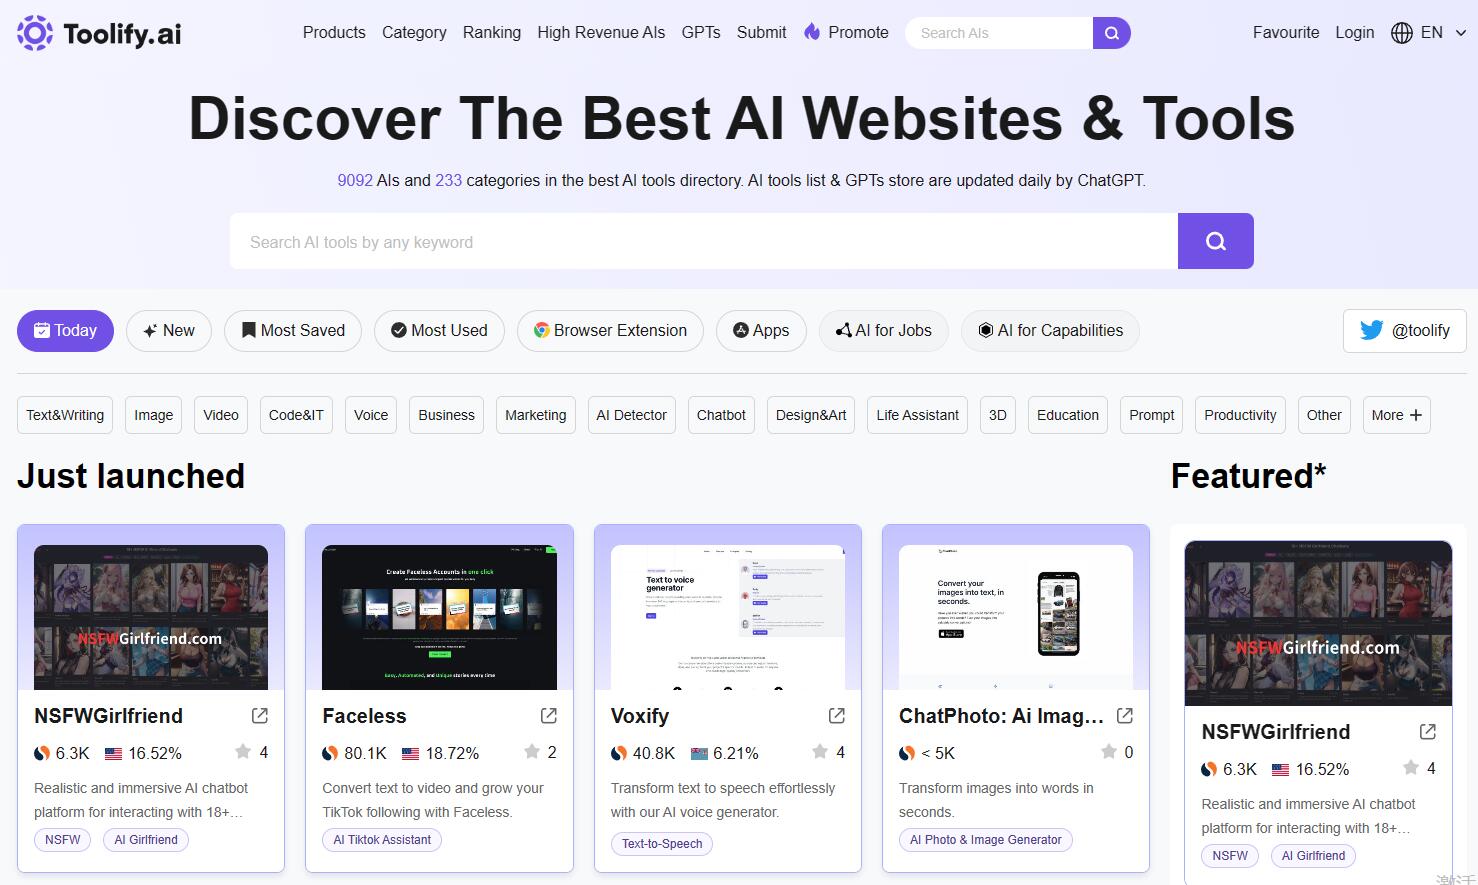 Toolify.ai
Products Category Ranking High Revenue AIs GPTs Submit Promote Search AIs Favourite Login EN
Discover The Best AI Websites & Tools
9092 AIs and 233 categories in the best AI tools directory. AI tools list & GPTs store are updated daily by ChatGPT.
Search AI tools by any keyword
Today New Most Saved Most Used Browser Extension Apps AI for Jobs AI for Capabilities @toolify
Text&Writing Image Video Code&IT Voice Business Marketing AI Detector Chatbot Design&Art Life Assistant 3D Education Prompt Productivity Other More +
Just launched
NSFWGirlfriend.com
NSFWGirlfriend
6.3K 16.52% 4
Realistic and immersive AI chatbot
platform for interacting with 18+...
NSFW AI Girlfriend
Create Faceless Accounts in one click
Easy, Automated, and Unique stories every time
Faceless
80.1K 18.72% 2
Convert text to video and grow your
TikTok following with Faceless.
AI Tiktok Assistant
Text to voice
generator
Voxify
40.8K 6.21% 4
Transform text to speech effortlessly
with our AI voice generator.
Text-to-Speech
Convert your
images into text, in
seconds.
ChatPhoto: Ai Imag...
< 5K 0
Transform images into words in
seconds.
AI Photo & Image Generator
Featured*
NSFWGirlfriend.com
NSFWGirlfriend
6.3K 16.52% 4
Realistic and immersive AI chatbot
platform for interacting with 18+...
NSFW AI Girlfriend